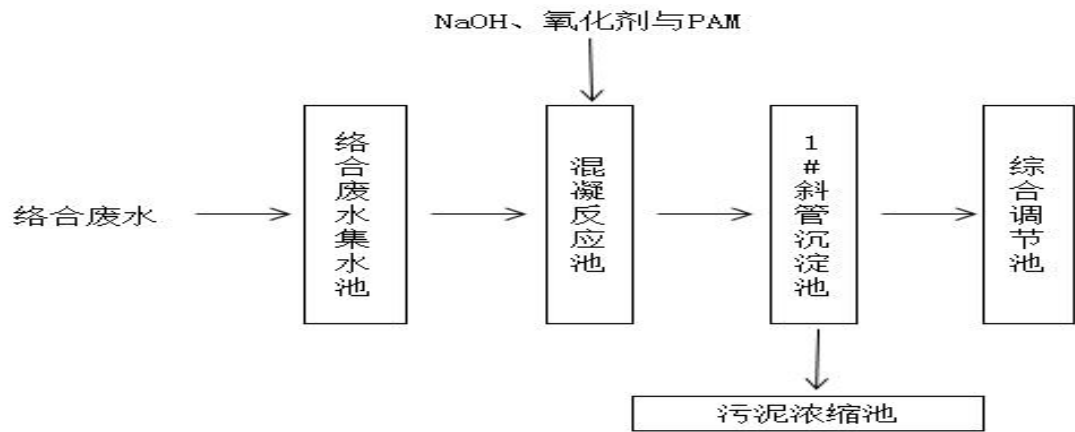 NaOH、氧化剂与PAM
络合废水
络合废水集水池
混凝反应池
1#斜管沉淀池
综合调节池
污泥浓缩池